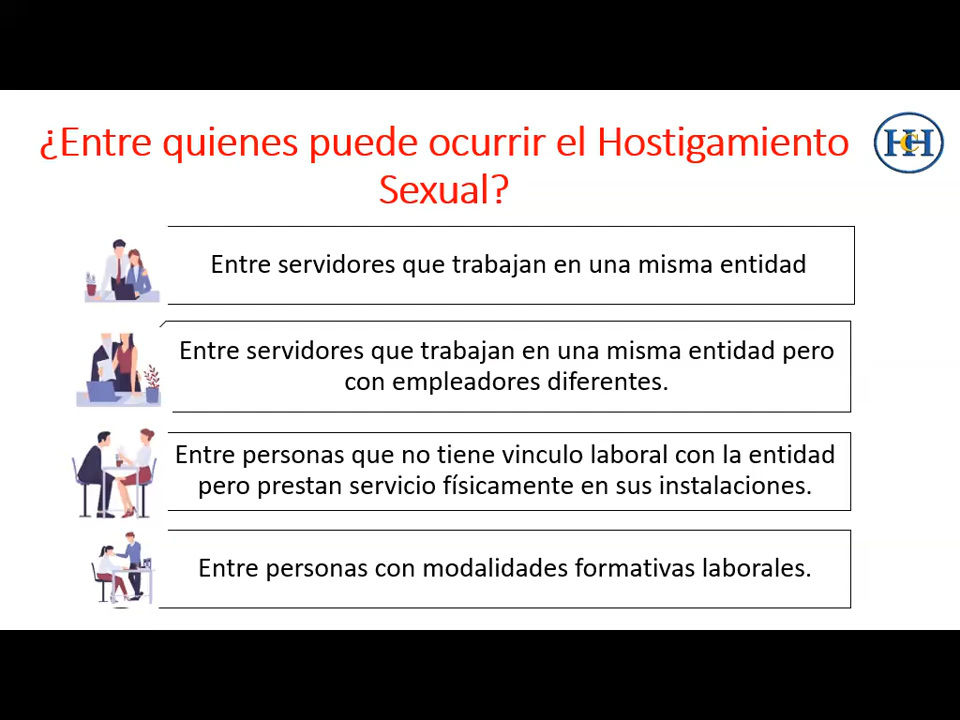 ¿Entre quienes puede ocurrir el Hostigamiento
Sexual?
HCH
Entre servidores que trabajan en una misma entidad
Entre servidores que trabajan en una misma entidad pero
con empleadores diferentes.
Entre personas que no tiene vinculo laboral con la entidad
pero prestan servicio físicamente en sus instalaciones.
Entre personas con modalidades formativas laborales.